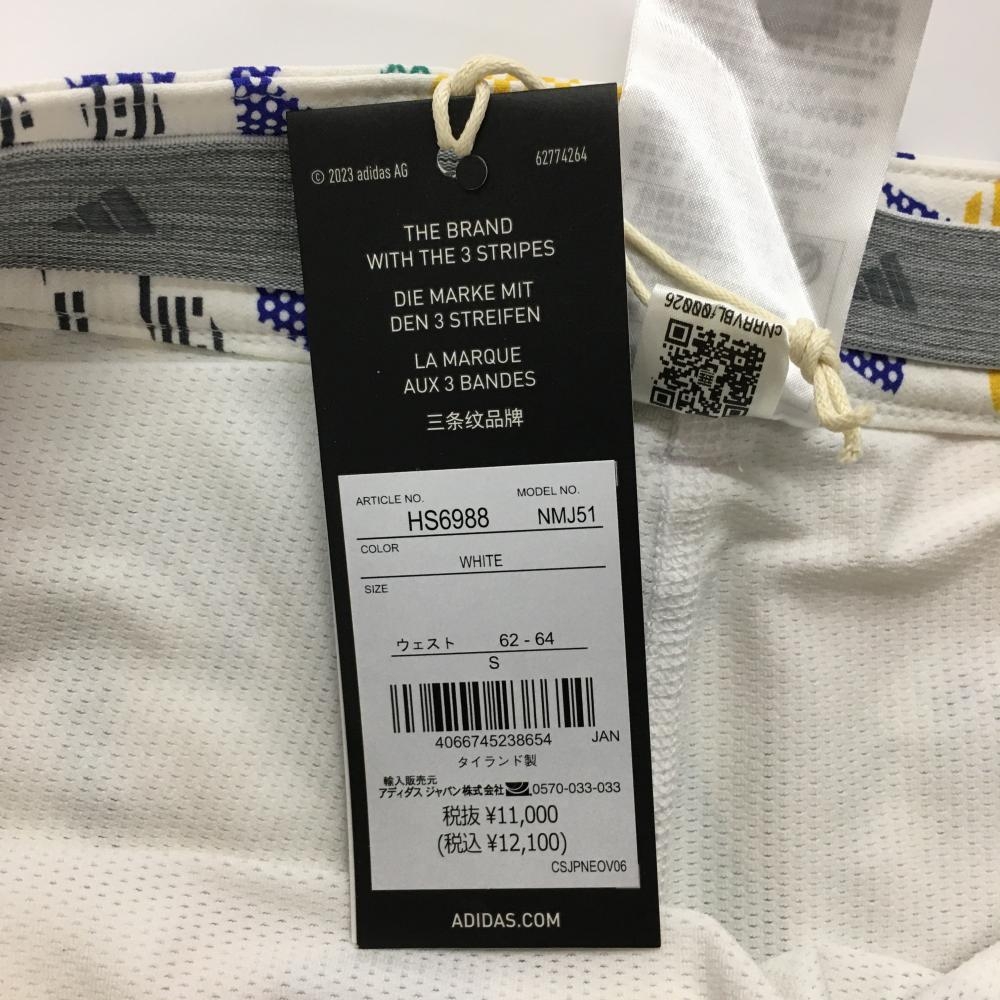 © 2023 adidas AG
62774264
THE BRAND
WITH THE 3 STRIPES
DIE MARKE MIT
DEN 3 STREIFEN
LA MARQUE
AUX 3 BANDES
三条纹品牌
ARTICLE NO. MODEL NO.
HS6988 NMJ51
COLOR
WHITE
SIZE
ウェスト 62 - 64
S
4066745238654 JAN
タイランド製
輸入販売元
アディダス ジャパン株式会社 0570-033-033
税抜 ¥11,000
(税込 ¥12,100)
CSJPNEOV06
ADIDAS.COM